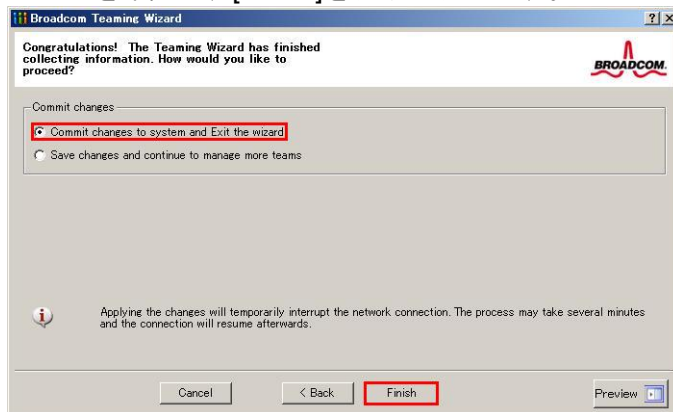 Broadcom Teaming Wizard
Congratulations! The Teaming Wizard has finished
collecting information. How would you like to
proceed?
BROADCOM.
Commit changes
Commit changes to system and Exit the wizard
Save changes and continue to manage more teams
Applying the changes will temporarily interrupt the network connection. The process may take several minutes
and the connection will resume afterwards.
Cancel
< Back
Finish
Preview